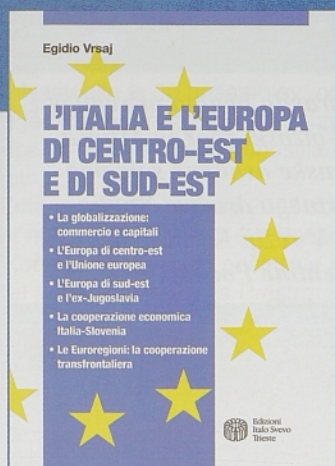 Egidio Vrsaj
L'ITALIA E L'EUROPA
DI CENTRO-EST
E DI SUD-EST
• La globalizzazione:
commercio e capitali
• L'Europa di centro-est
e l'Unione europea
• L'Europa di sud-est
e l'ex-Jugoslavia
• La cooperazione economica
Italia-Slovenia
• Le Euroregioni: la cooperazione
transfrontaliera
Edizioni
Italo Svevo
Trieste